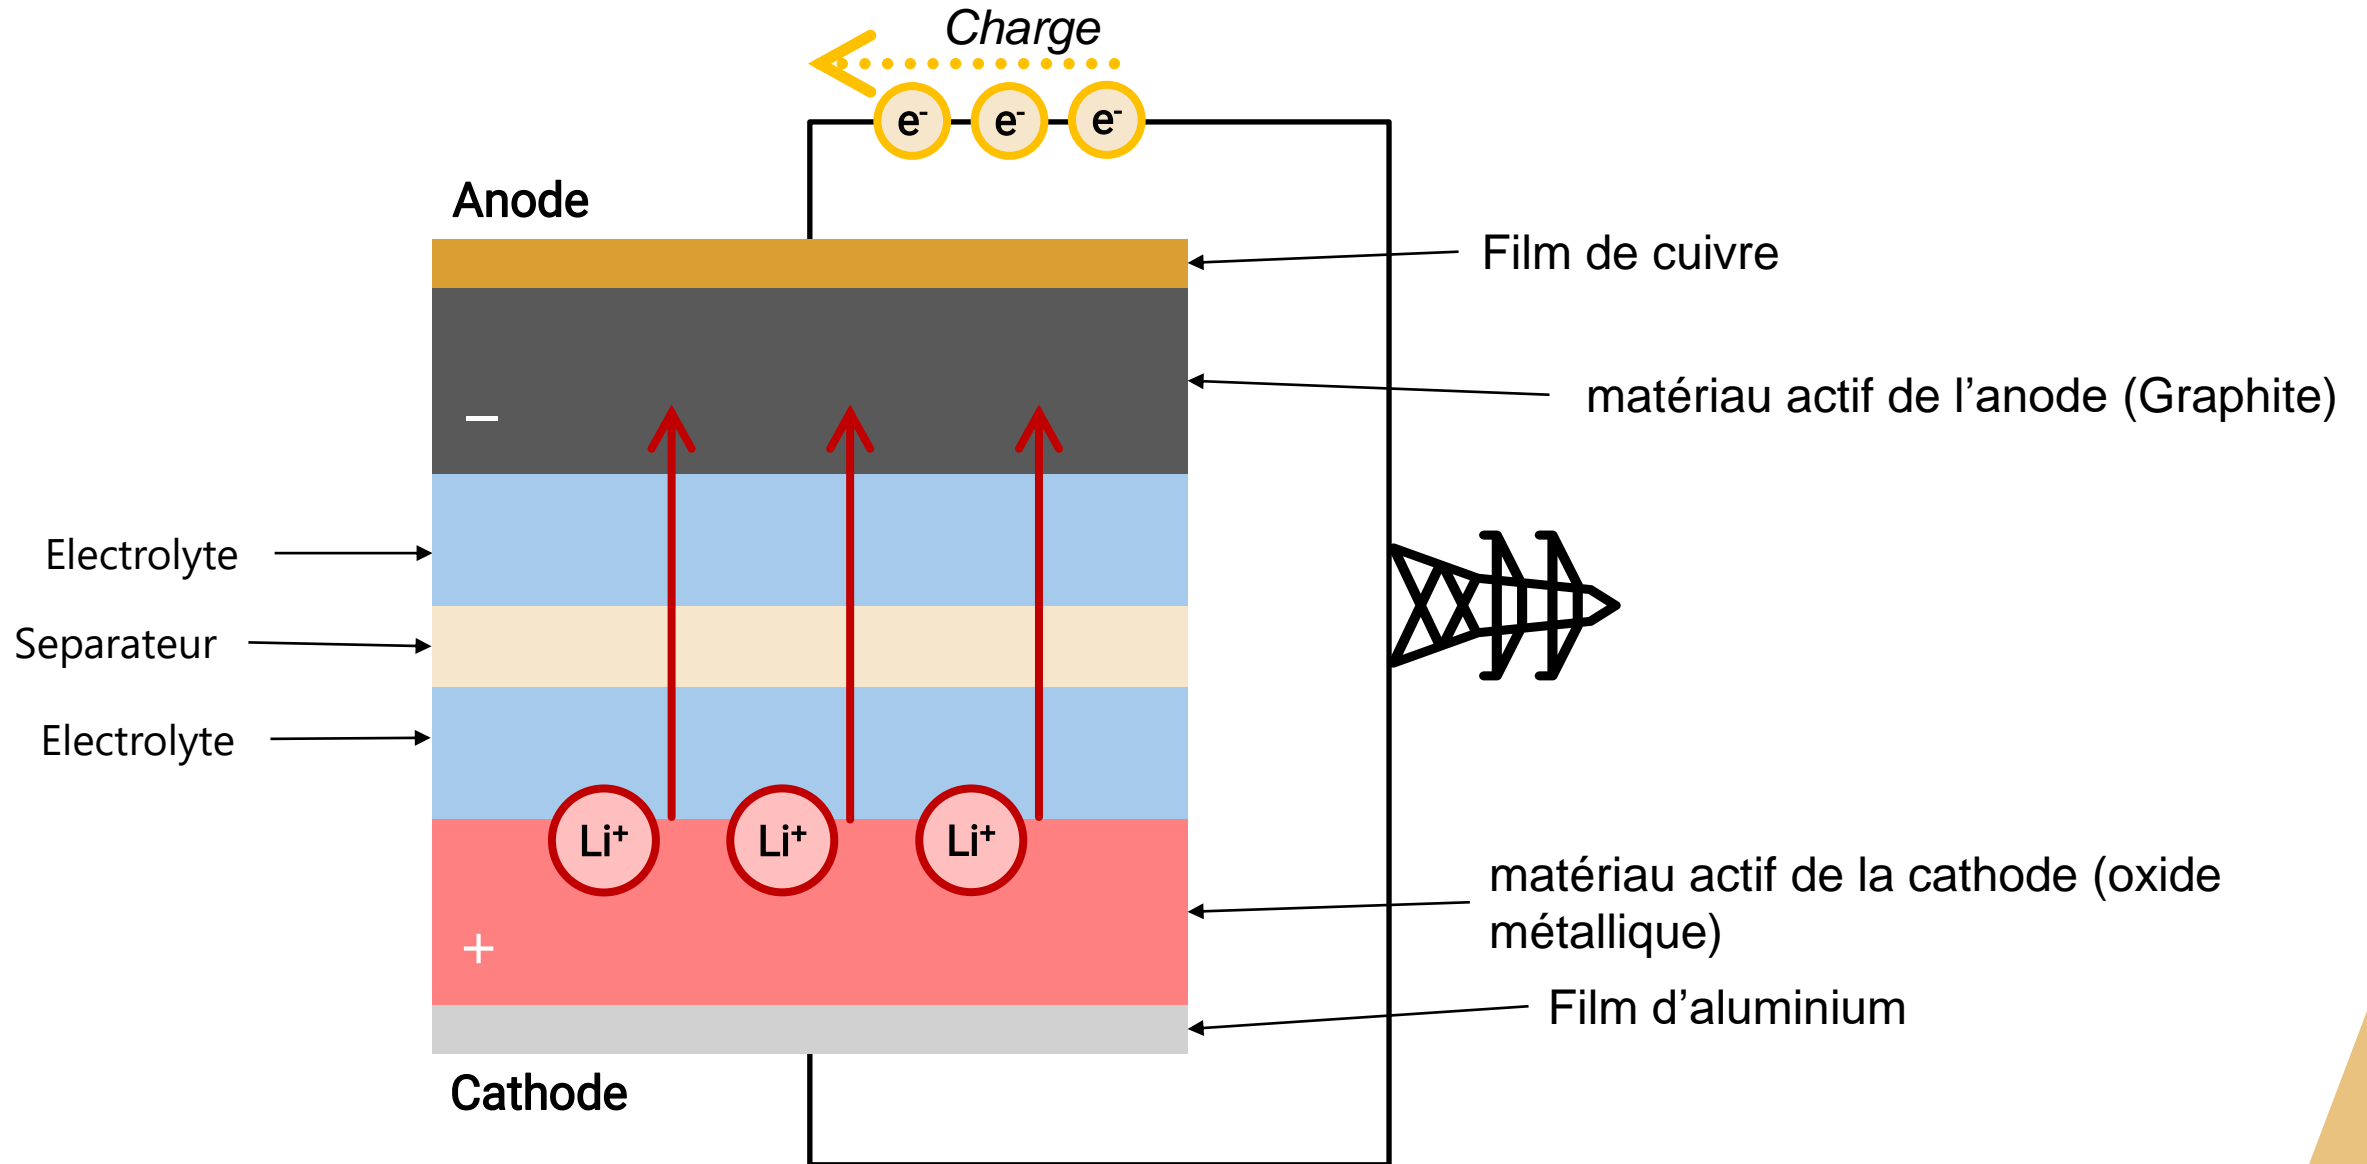 Charge
e⁻ e⁻ e⁻
Anode
Film de cuivre
matériau actif de l’anode (Graphite)
–
Electrolyte
Separateur
Electrolyte
Li⁺ Li⁺ Li⁺
matériau actif de la cathode (oxide
métallique)
+
Film d’aluminium
Cathode